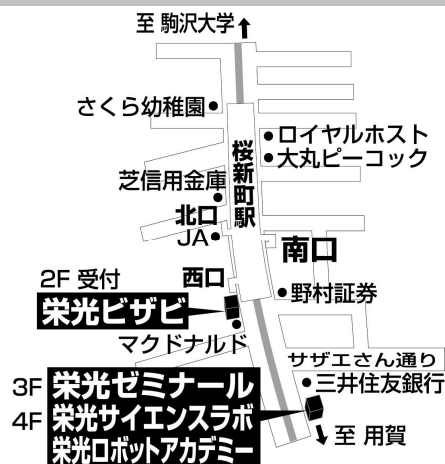 至 駒沢大学
さくら幼稚園
ロイヤルホスト
大丸ピーコック
桜新町駅
芝信用金庫
北口
JA
南口
西口
2F 受付
栄光ビザビ
野村証券
マクドナルド
サザエさん通り
3F 栄光ゼミナール
三井住友銀行
4F 栄光サイエンスラボ
栄光ロボットアカデミー
至 用賀